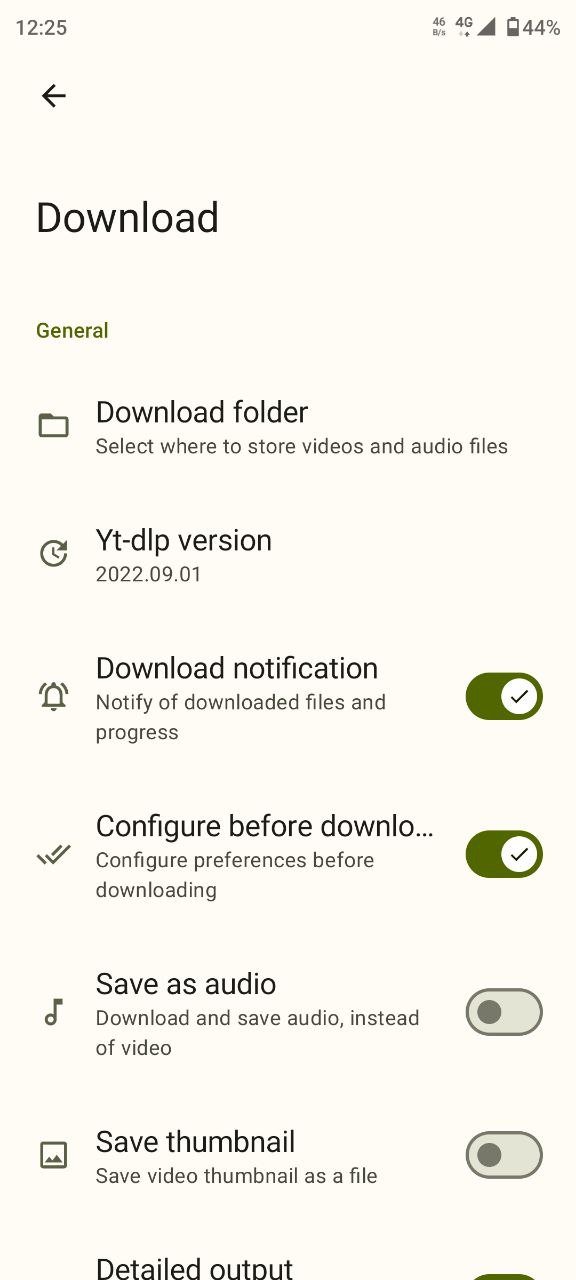 12:25
46
B/s
4G
44%
Download
General
Download folder
Select where to store videos and audio files
Yt-dlp version
2022.09.01
Download notification
Notify of downloaded files and
progress
Configure before downlo...
Configure preferences before
downloading
Save as audio
Download and save audio, instead
of video
Save thumbnail
Save video thumbnail as a file
Detailed output